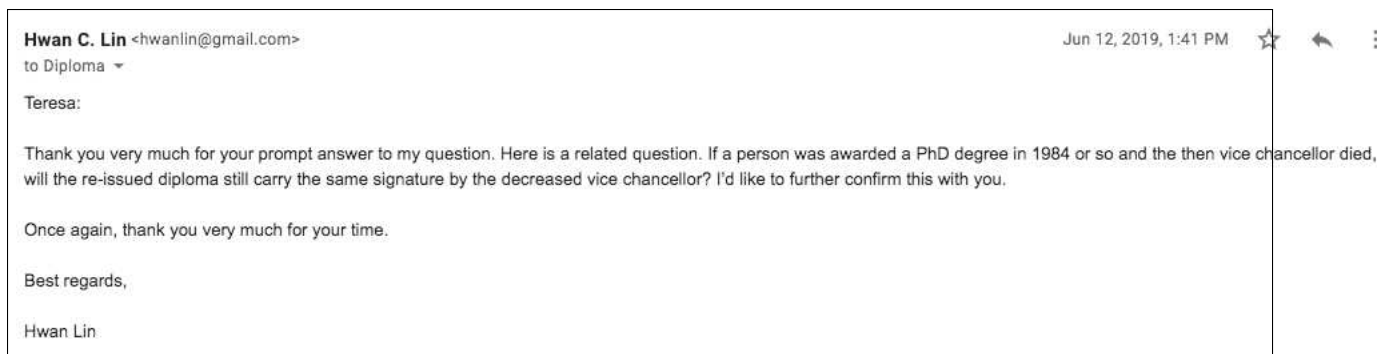 Hwan C. Lin <hwanlin@gmail.com>
Jun 12, 2019, 1:41 PM
to Diploma
Teresa:
Thank you very much for your prompt answer to my question. Here is a related question. If a person was awarded a PhD degree in 1984 or so and the then vice chancellor died,
will the re-issued diploma still carry the same signature by the decreased vice chancellor? I'd like to further confirm this with you.
Once again, thank you very much for your time.
Best regards,
Hwan Lin